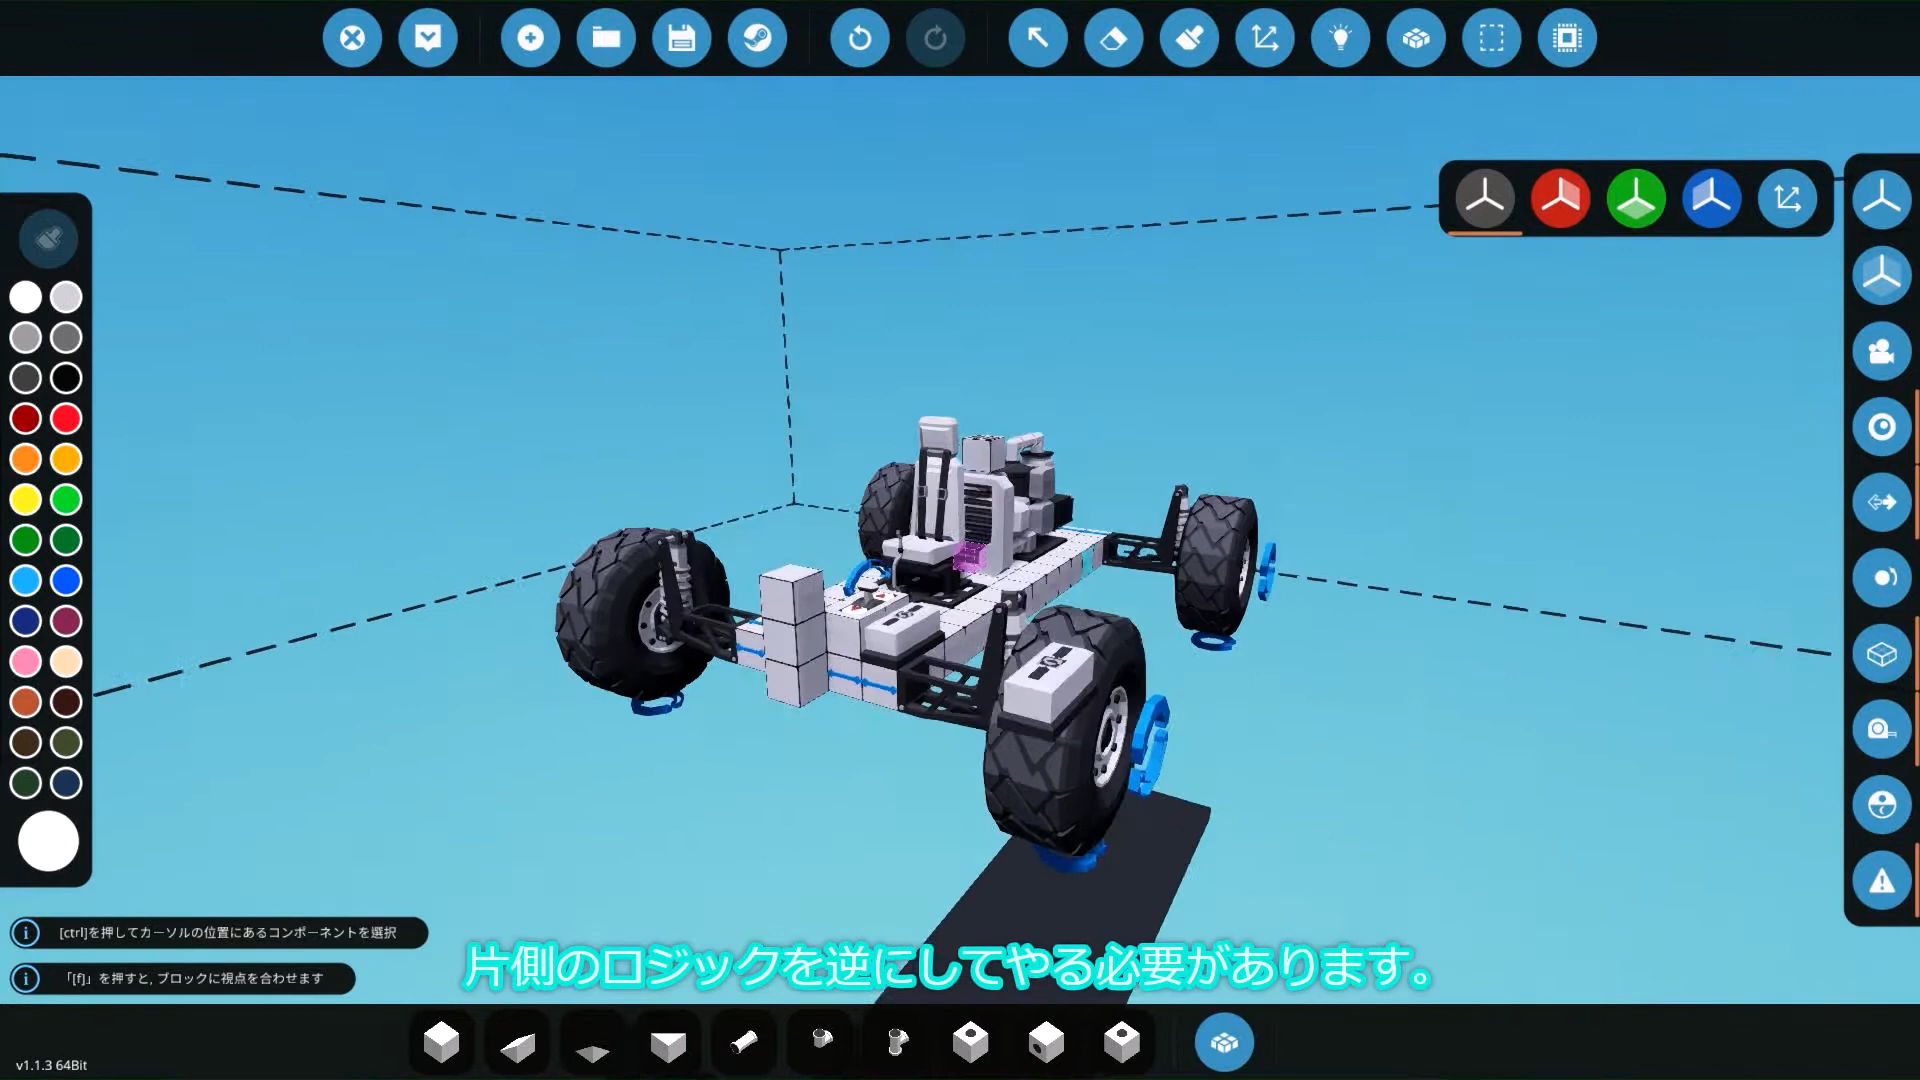 [ctrl]を押してカーソルの位置にあるコンポーネントを選択
「[f]」を押すと, ブロックに視点を合わせます
片側のロジックを逆にしてやる必要があります。
v1.1.3 64Bit